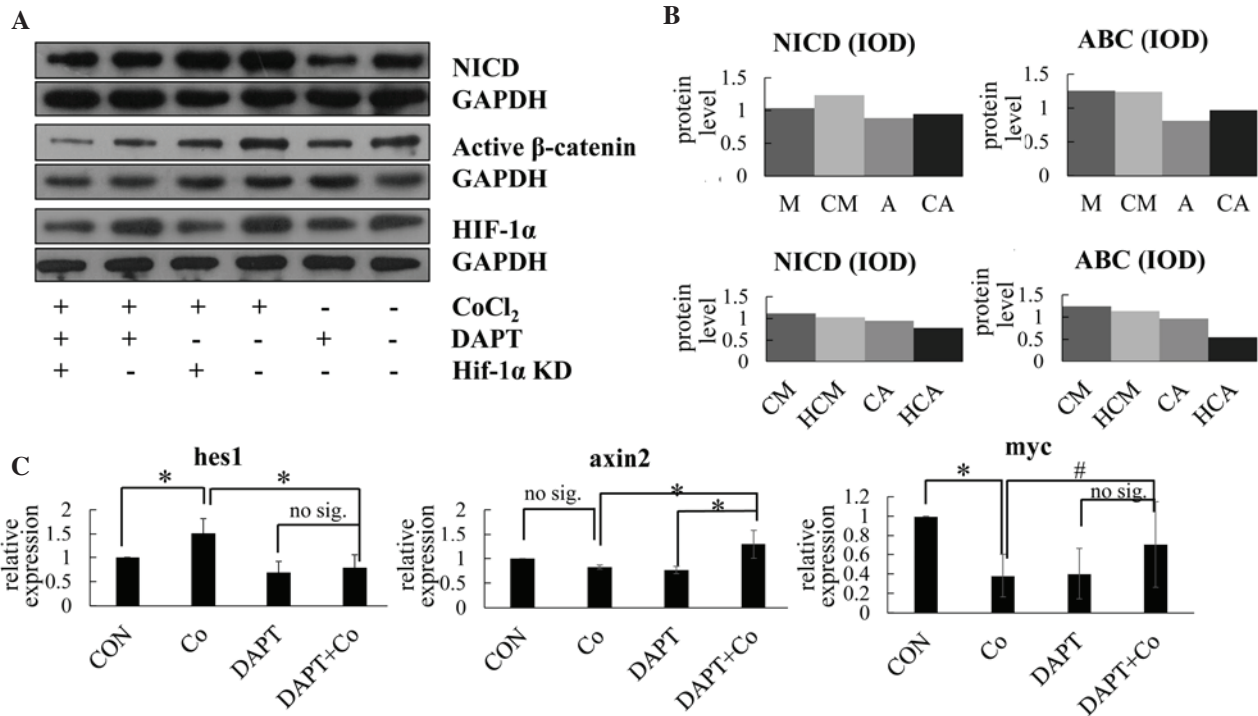 A
NICD
GAPDH
Active β-catenin
GAPDH
HIF-1α
GAPDH
+ + + + - - CoCl₂
+ + - - + - DAPT
+ - + - - - Hif-1α KD
B
NICD (IOD)
protein level
1.5
1
0.5
0
M CM A CA
ABC (IOD)
protein level
1.5
1
0.5
0
M CM A CA
NICD (IOD)
protein level
1.5
1
0.5
0
CM HCM CA HCA
ABC (IOD)
protein level
1.5
1
0.5
0
CM HCM CA HCA
C
hes1
relative expression
2
1.5
1
0.5
0
*
*
no sig.
CON Co DAPT DAPT+Co
axin2
relative expression
2
1.5
1
0.5
0
no sig.
*
*
CON Co DAPT DAPT+Co
myc
relative expression
1.2
1
0.8
0.6
0.4
0.2
0
*
#
no sig.
CON Co DAPT DAPT+Co